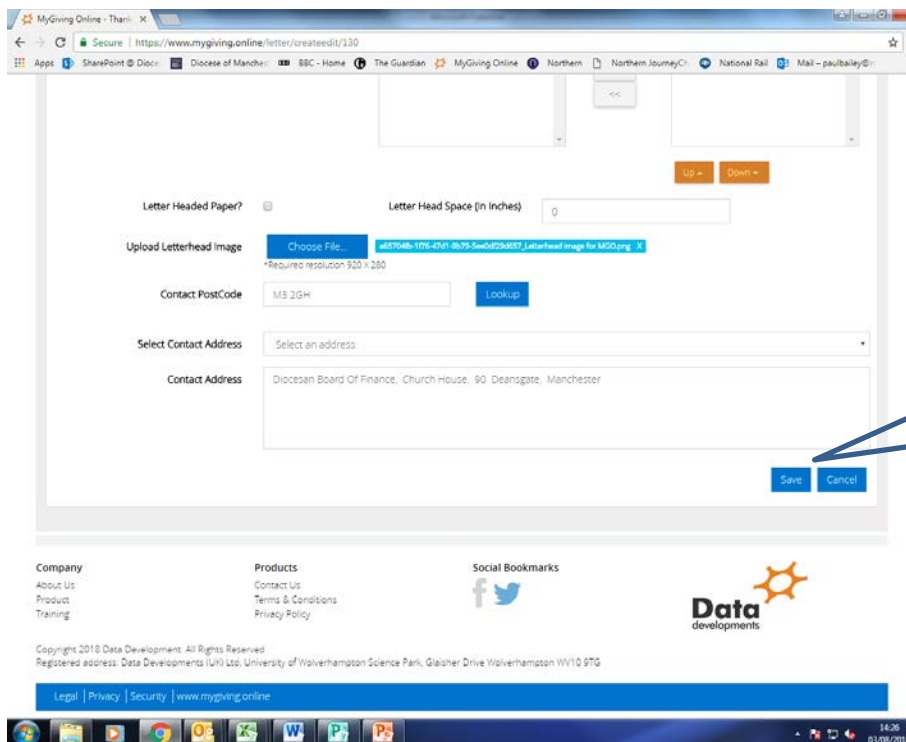 MyGiving Online - Thank
Secure | https://www.mygiving.online/letter/createedit/130
Apps SharePoint @ Dioce Diocese of Manche BBC - Home The Guardian MyGiving Online Northern Northern JourneyCh National Rail Mail – paulbailey@
<<
Up Down
Letter Headed Paper? Letter Head Space (In Inches) 0
Upload Letterhead Image Choose File... Letterhead image for MGO.png X
*Required resolution 920 X 280
Contact PostCode M3 2GH Lookup
Select Contact Address Select an address
Contact Address Diocesan Board Of Finance, Church House, 90 Deansgate, Manchester
Save Cancel
Company Products Social Bookmarks
About Us Contact Us
Product Terms & Conditions
Training Privacy Policy
Data
developments
Copyright 2018 Data Development. All Rights Reserved
Registered address: Data Developments (UK) Ltd, University of Wolverhampton Science Park, Glaisher Drive Wolverhampton WV10 9TG
Legal | Privacy | Security | www.mygiving.online
14:26
03/08/201